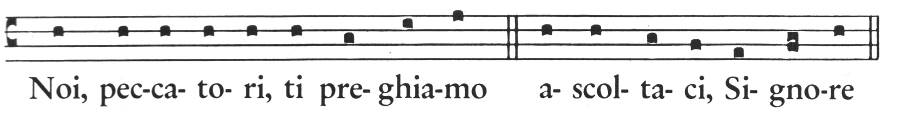 Noi, pec-ca- to- ri, ti pre- ghia-mo a- scol- ta- ci, Si- gno-re